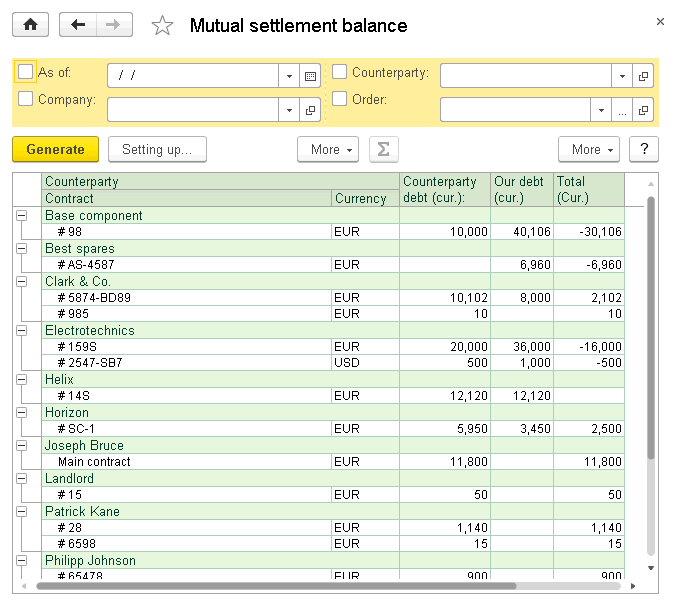 Mutual settlement balance
As of: / / Counterparty:
Company: Order:
Generate Setting up... More Σ More ?
Counterparty Counterparty debt (cur.): Our debt (cur.) Total (Cur.)
Contract Currency
Base component
# 98 EUR 10,000 40,106 -30,106
Best spares
# AS-4587 EUR 6,960 -6,960
Clark & Co.
# 5874-BD89 EUR 10,102 8,000 2,102
# 985 EUR 10 10
Electrotechnics
# 159S EUR 20,000 36,000 -16,000
# 2547-SB7 USD 500 1,000 -500
Helix
# 14S EUR 12,120 12,120
Horizon
# SC-1 EUR 5,950 3,450 2,500
Joseph Bruce
Main contract EUR 11,800 11,800
Landlord
# 15 EUR 50 50
Patrick Kane
# 28 EUR 1,140 1,140
# 6598 EUR 15 15
Philipp Johnson
# 65478 EUR 900 900